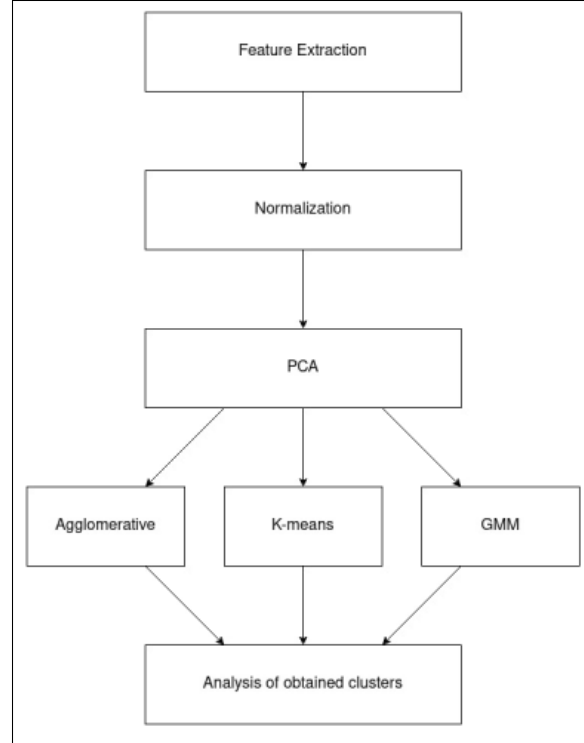 Feature Extraction
Normalization
PCA
Agglomerative
K-means
GMM
Analysis of obtained clusters